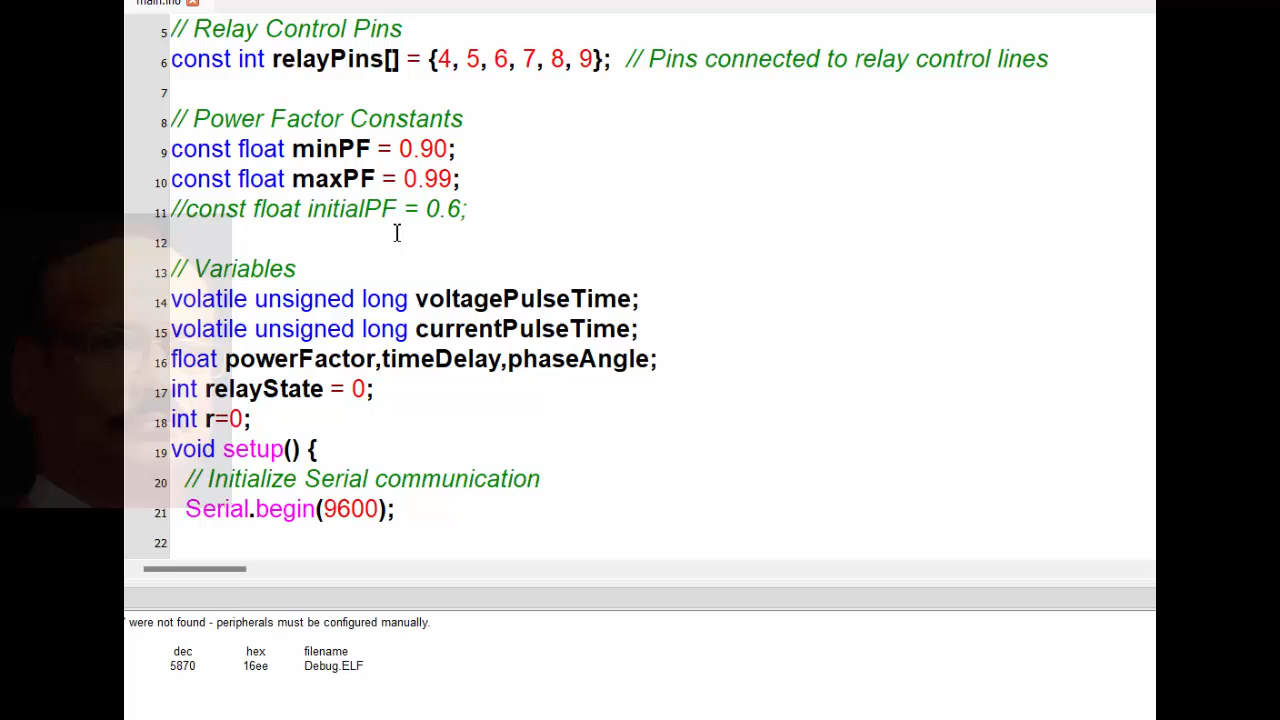 main.ino
5 // Relay Control Pins
6 const int relayPins[] = {4, 5, 6, 7, 8, 9};  // Pins connected to relay control lines
7
8 // Power Factor Constants
9 const float minPF = 0.90;
10 const float maxPF = 0.99;
11 //const float initialPF = 0.6;
12
13 // Variables
14 volatile unsigned long voltagePulseTime;
15 volatile unsigned long currentPulseTime;
16 float powerFactor,timeDelay,phaseAngle;
17 int relayState = 0;
18 int r=0;
19 void setup() {
20   // Initialize Serial communication
21   Serial.begin(9600);
22
' were not found - peripherals must be configured manually.
dec hex filename
5870 16ee Debug.ELF